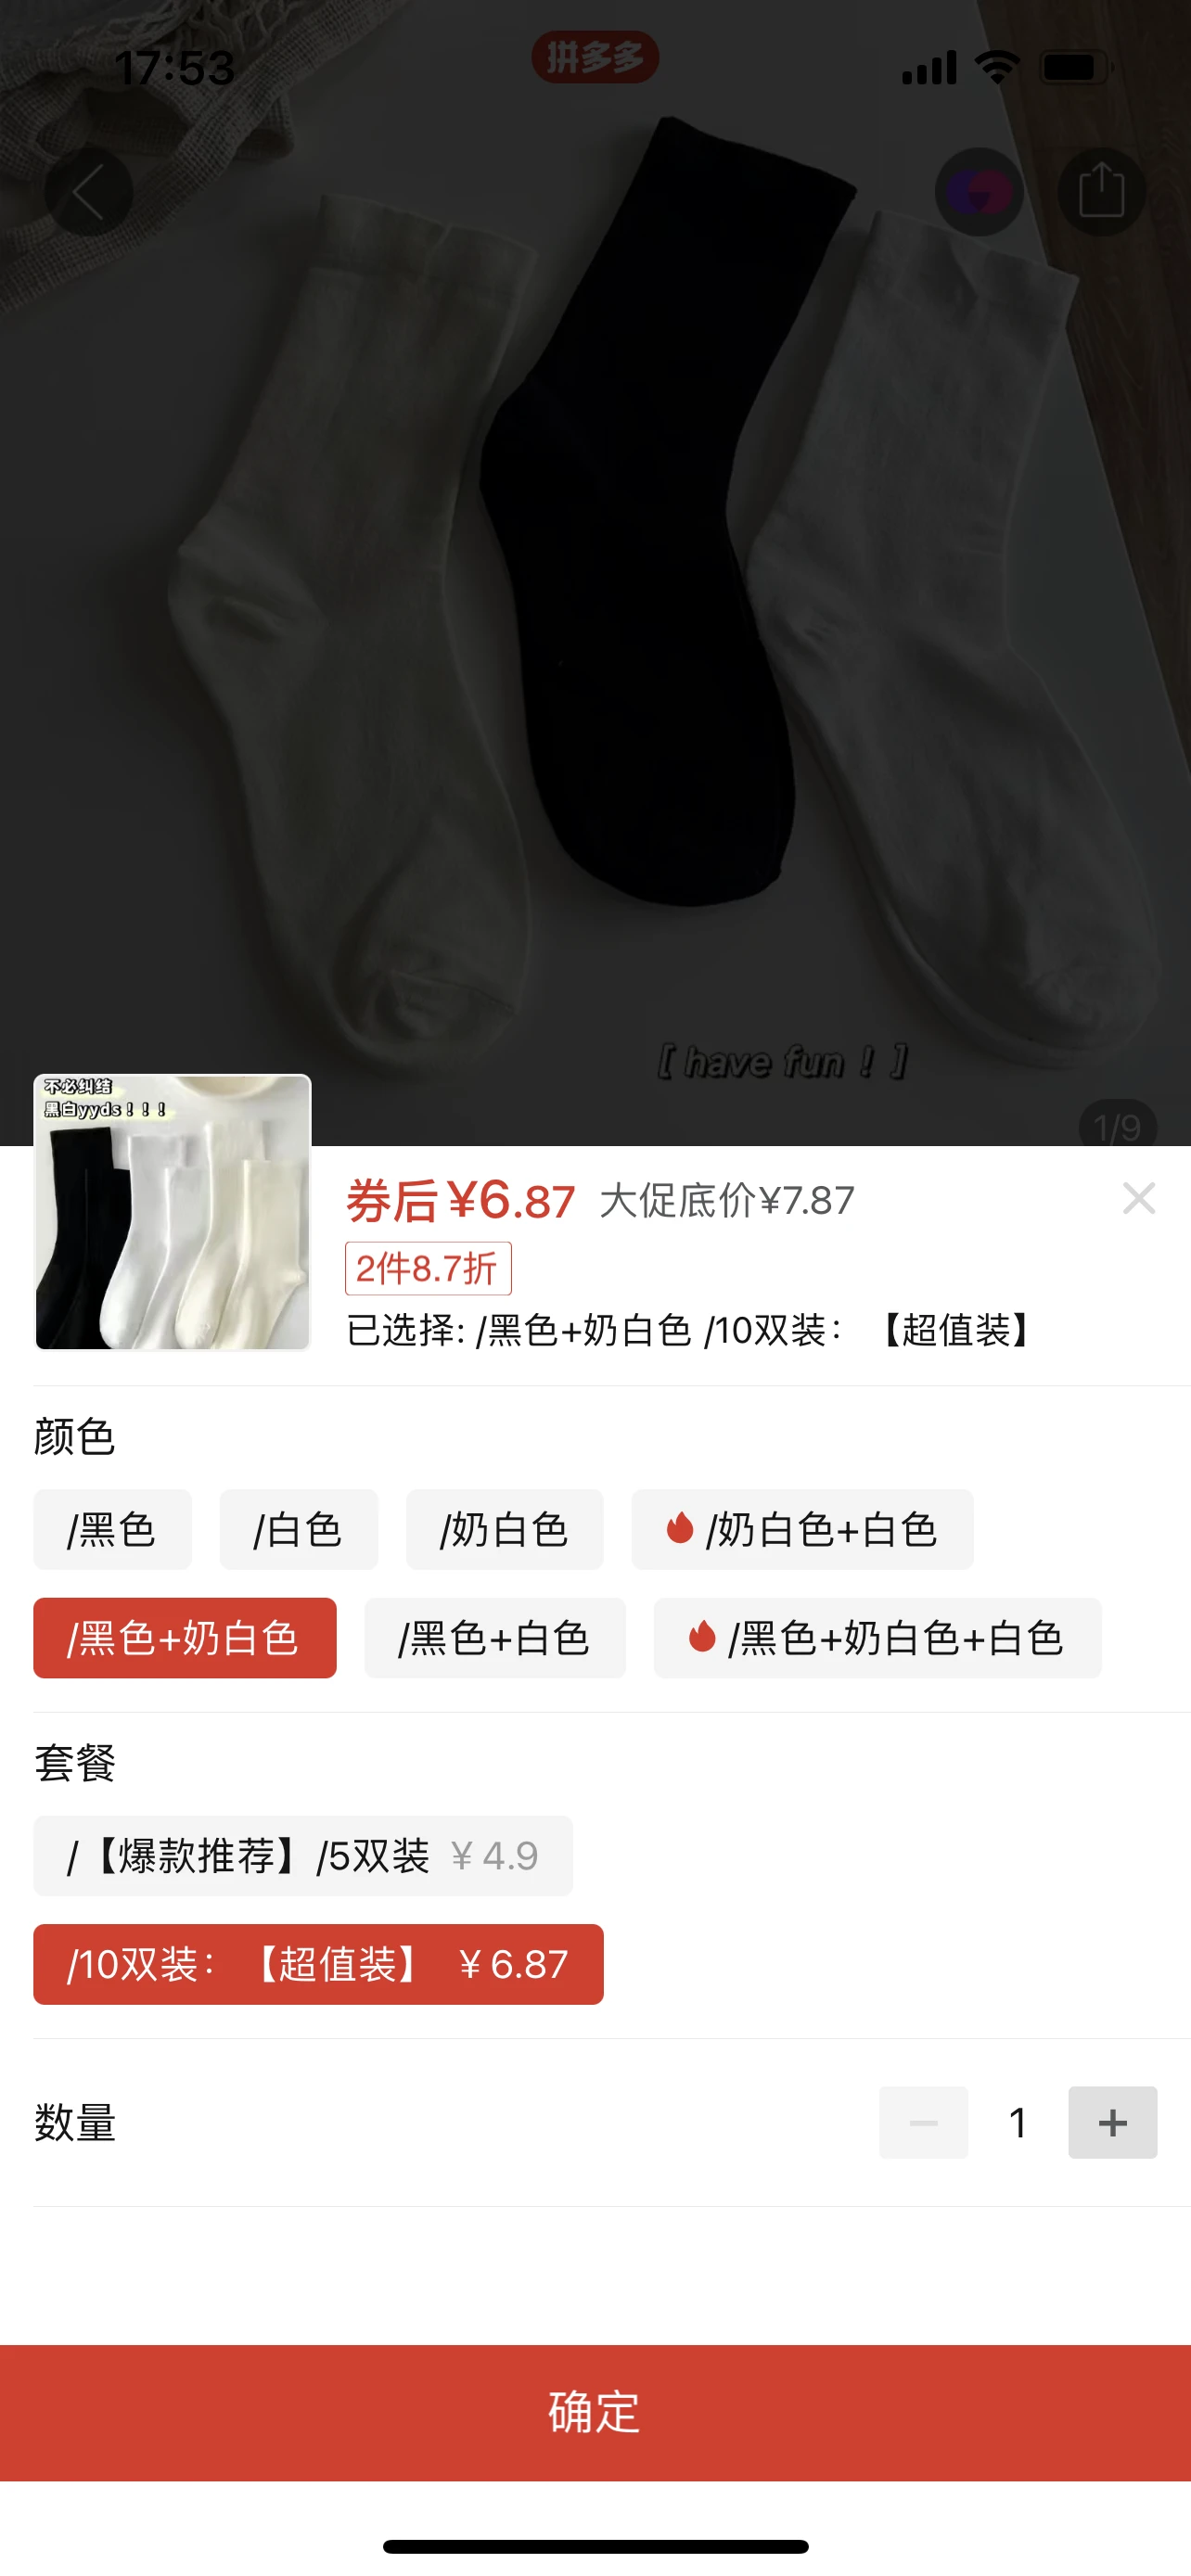 17:53
拼多多
[ have fun ! ]
1/9
不必纠结
黑白yyds！！！
券后¥6.87 大促底价¥7.87
2件8.7折
已选择: /黑色+奶白色 /10双装：【超值装】
颜色
/黑色 /白色 /奶白色 /奶白色+白色
/黑色+奶白色 /黑色+白色 /黑色+奶白色+白色
套餐
/【爆款推荐】/5双装 ¥4.9
/10双装：【超值装】 ¥6.87
数量 1
确定